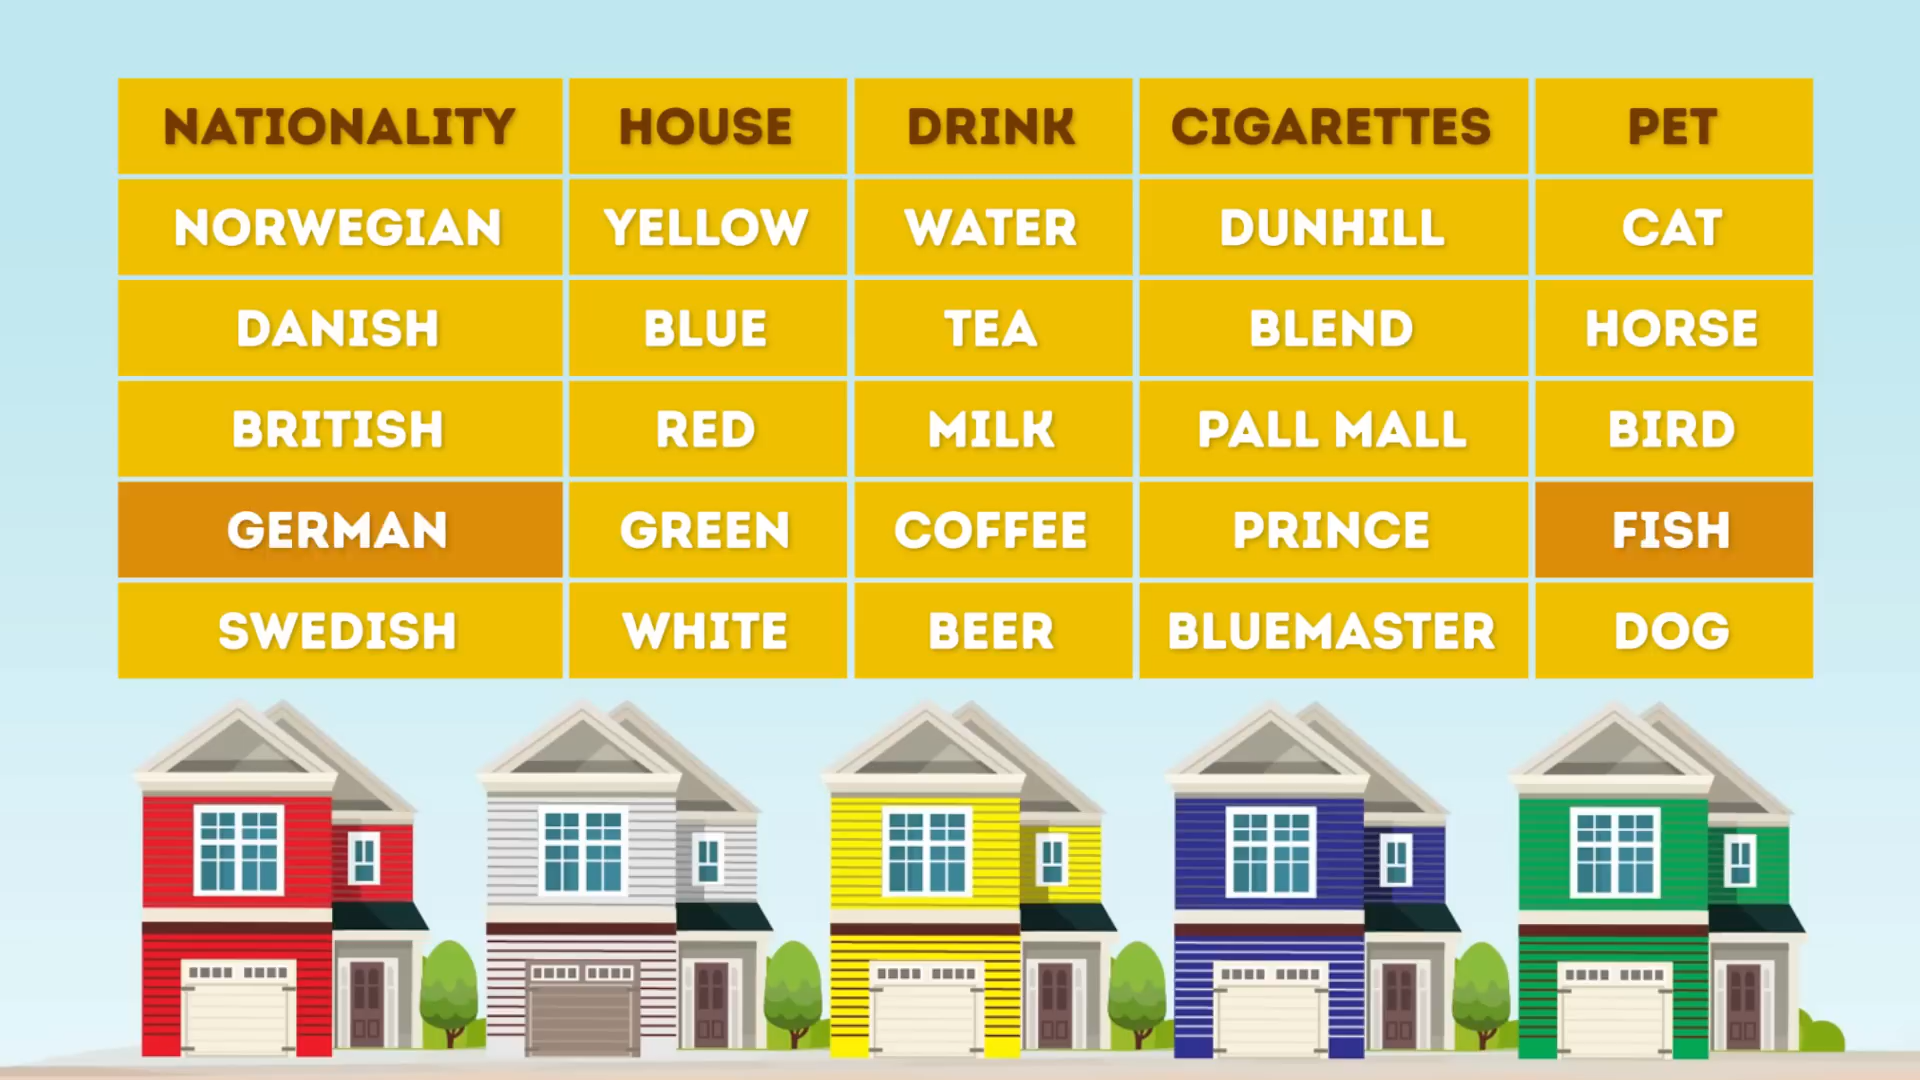 NATIONALITY HOUSE DRINK CIGARETTES PET
NORWEGIAN YELLOW WATER DUNHILL CAT
DANISH BLUE TEA BLEND HORSE
BRITISH RED MILK PALL MALL BIRD
GERMAN GREEN COFFEE PRINCE FISH
SWEDISH WHITE BEER BLUEMASTER DOG